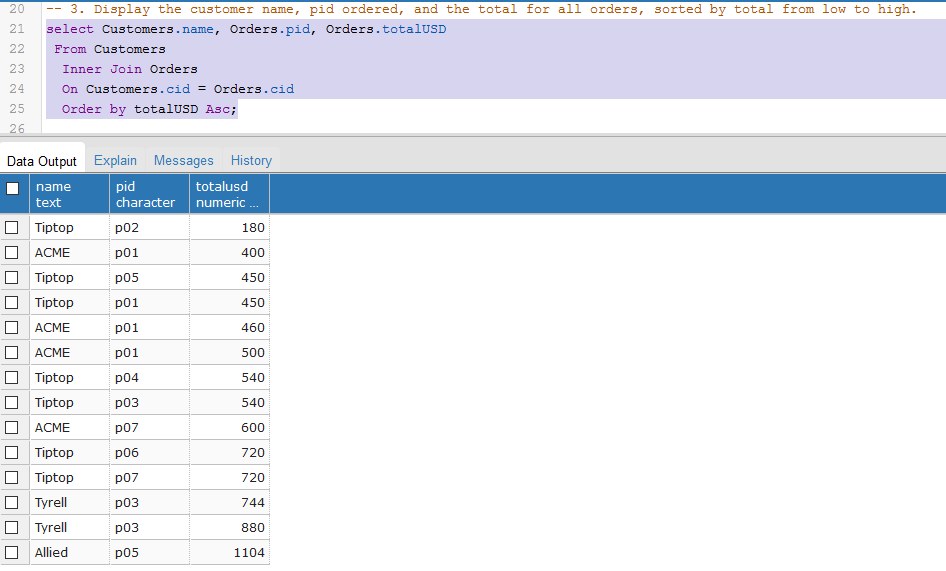 20 -- 3. Display the customer name, pid ordered, and the total for all orders, sorted by total from low to high.
21 select Customers.name, Orders.pid, Orders.totalUSD
22 From Customers
23 Inner Join Orders
24 On Customers.cid = Orders.cid
25 Order by totalUSD Asc;
26
Data Output Explain Messages History
name pid totalusd
text character numeric ...
Tiptop p02 180
ACME p01 400
Tiptop p05 450
Tiptop p01 450
ACME p01 460
ACME p01 500
Tiptop p04 540
Tiptop p03 540
ACME p07 600
Tiptop p06 720
Tiptop p07 720
Tyrell p03 744
Tyrell p03 880
Allied p05 1104